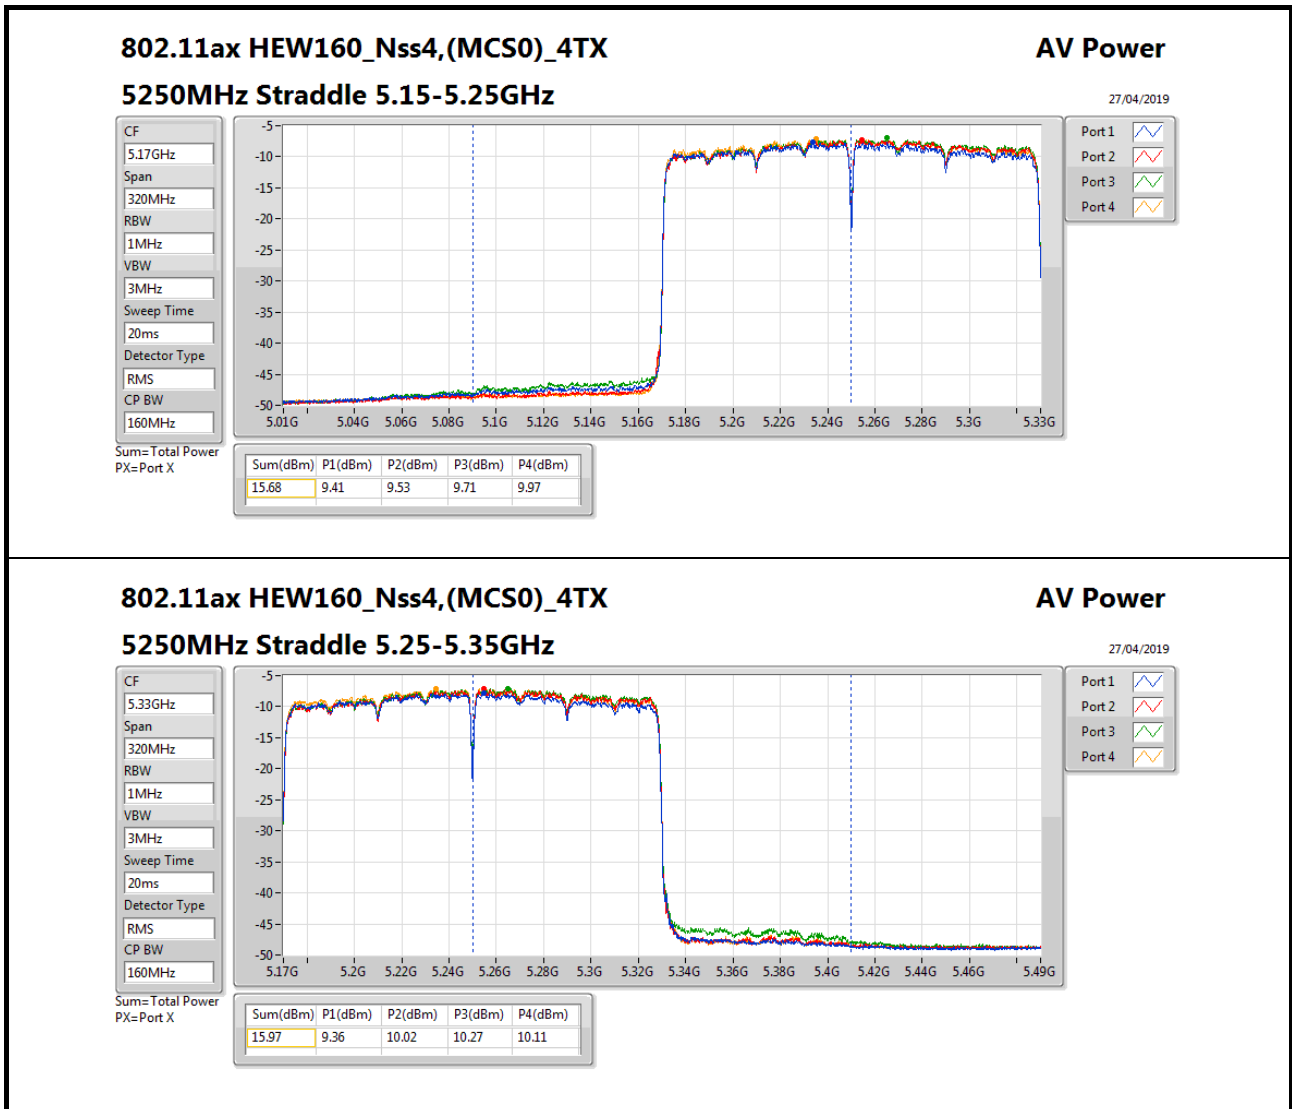 802.11ax HEW160_Nss4,(MCS0)_4TX
AV Power
5250MHz Straddle 5.15-5.25GHz
27/04/2019
CF
5.17GHz
Span
320MHz
RBW
1MHz
VBW
3MHz
Sweep Time
20ms
Detector Type
RMS
CP BW
160MHz
Sum=Total Power
PX=Port X
-5
-10
-15
-20
-25
-30
-35
-40
-45
-50
5.01G 5.04G 5.06G 5.08G 5.1G 5.12G 5.14G 5.16G 5.18G 5.2G 5.22G 5.24G 5.26G 5.28G 5.3G 5.33G
Port 1
Port 2
Port 3
Port 4
Sum(dBm) P1(dBm) P2(dBm) P3(dBm) P4(dBm)
15.68 9.41 9.53 9.71 9.97
802.11ax HEW160_Nss4,(MCS0)_4TX
AV Power
5250MHz Straddle 5.25-5.35GHz
27/04/2019
CF
5.33GHz
Span
320MHz
RBW
1MHz
VBW
3MHz
Sweep Time
20ms
Detector Type
RMS
CP BW
160MHz
Sum=Total Power
PX=Port X
-5
-10
-15
-20
-25
-30
-35
-40
-45
-50
5.17G 5.2G 5.22G 5.24G 5.26G 5.28G 5.3G 5.32G 5.34G 5.36G 5.38G 5.4G 5.42G 5.44G 5.46G 5.49G
Port 1
Port 2
Port 3
Port 4
Sum(dBm) P1(dBm) P2(dBm) P3(dBm) P4(dBm)
15.97 9.36 10.02 10.27 10.11